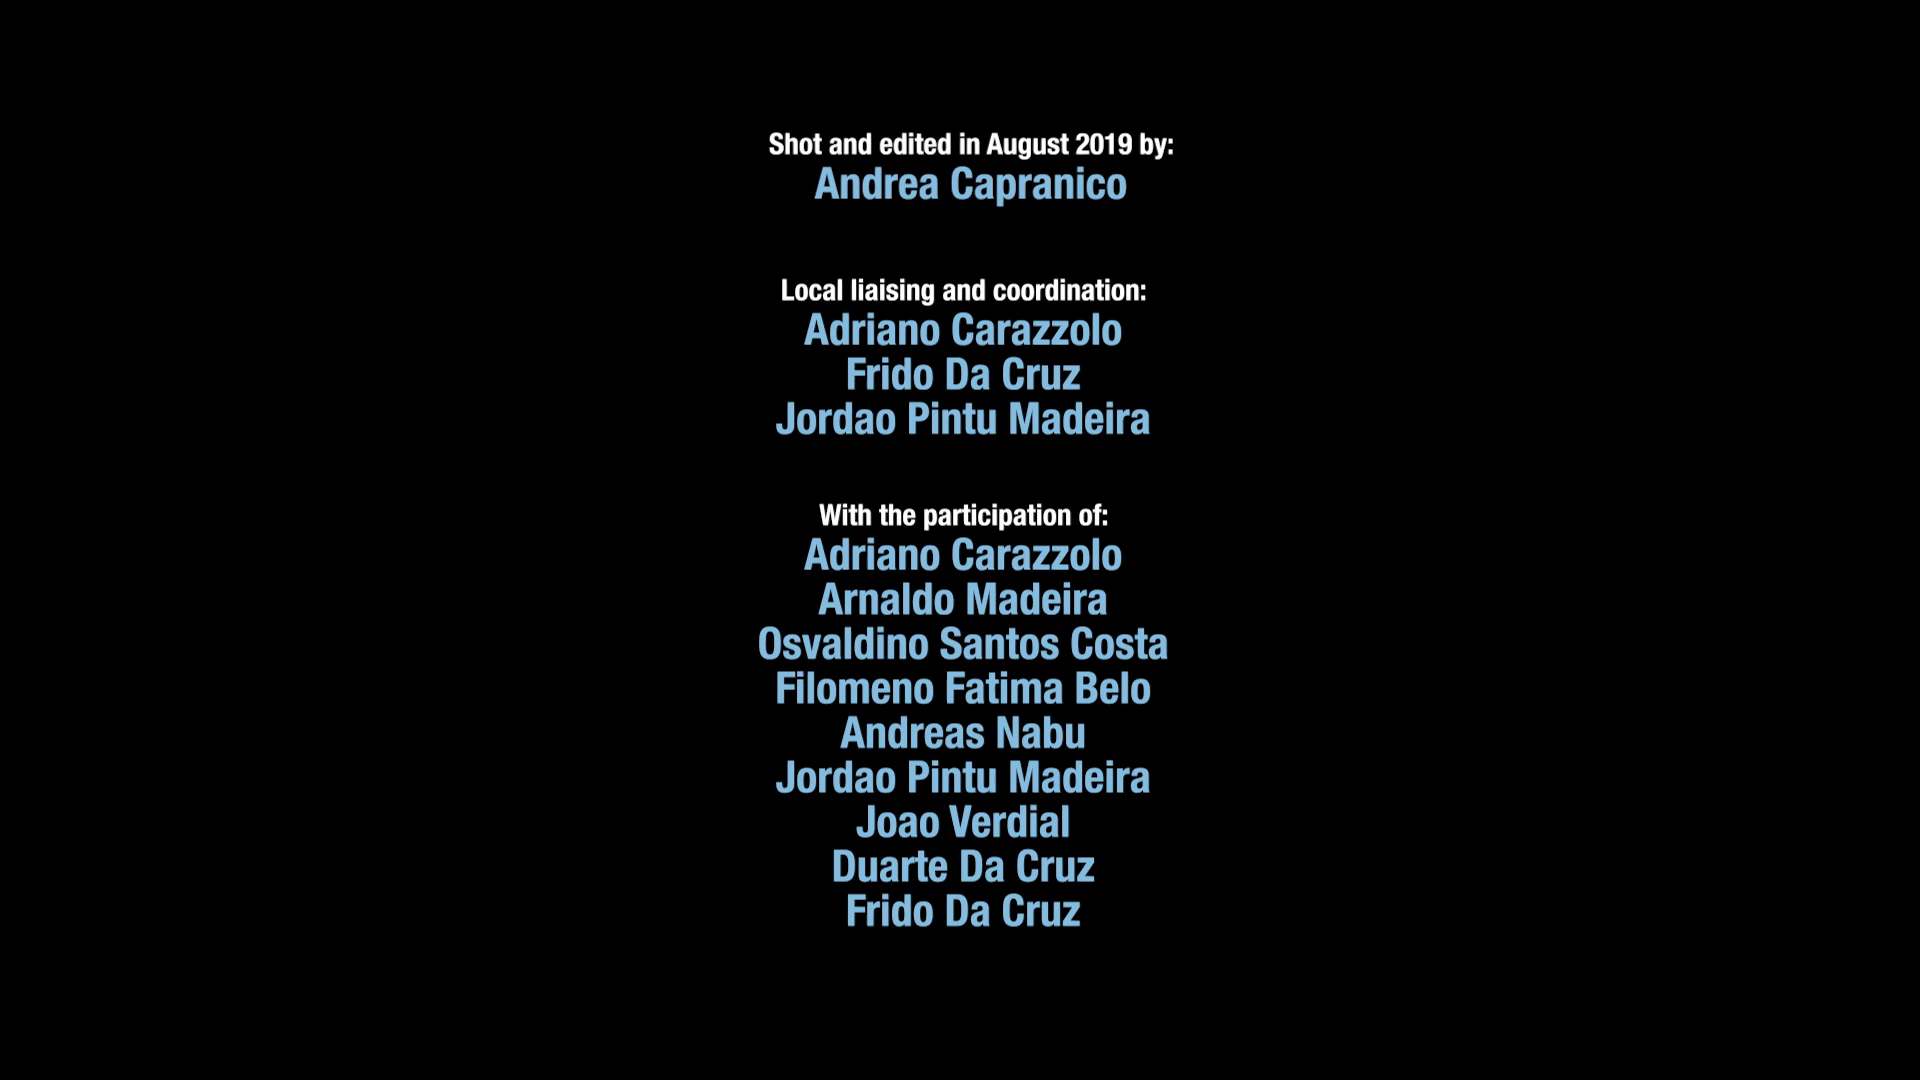 Shot and edited in August 2019 by:
Andrea Capranico
Local liaising and coordination:
Adriano Carazzolo
Frido Da Cruz
Jordao Pintu Madeira
With the participation of:
Adriano Carazzolo
Arnaldo Madeira
Osvaldino Santos Costa
Filomeno Fatima Belo
Andreas Nabu
Jordao Pintu Madeira
Joao Verdial
Duarte Da Cruz
Frido Da Cruz